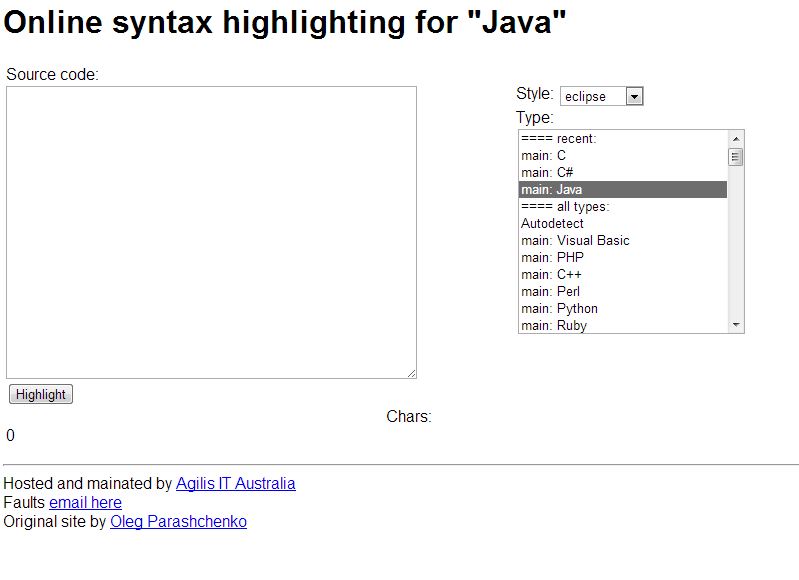 Online syntax highlighting for "Java"
Source code:
Style: eclipse
Type:
==== recent:
main: C
main: C#
main: Java
==== all types:
Autodetect
main: Visual Basic
main: PHP
main: C++
main: Perl
main: Python
main: Ruby
Highlight
Chars:
0
Hosted and mainated by Agilis IT Australia
Faults email here
Original site by Oleg Parashchenko